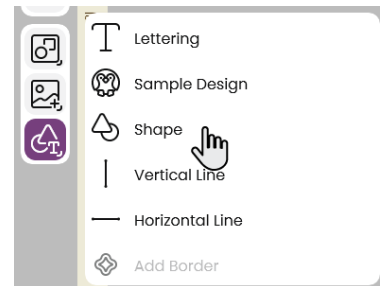 Lettering
Sample Design
Shape
Vertical Line
Horizontal Line
Add Border